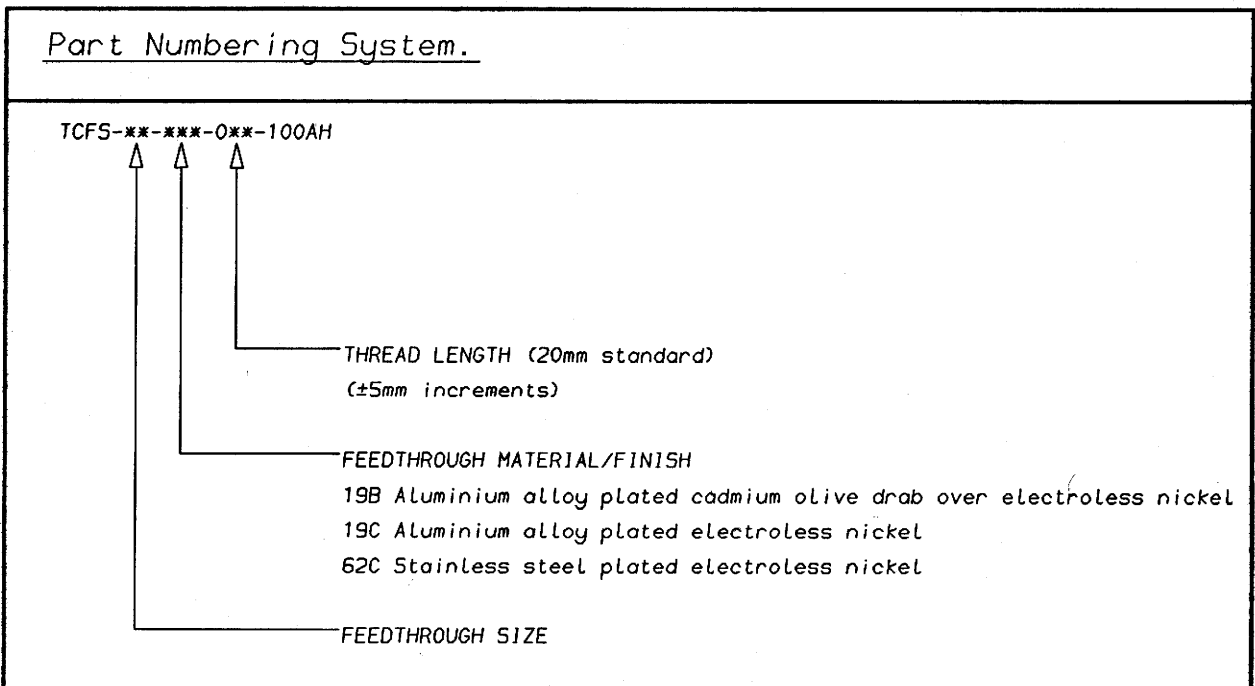 Part Numbering System.
TCFS-**-***-0**-100AH
THREAD LENGTH (20mm standard)
(±5mm increments)
FEEDTHROUGH MATERIAL/FINISH
19B Aluminium alloy plated cadmium olive drab over electroless nickel
19C Aluminium alloy plated electroless nickel
62C Stainless steel plated electroless nickel
FEEDTHROUGH SIZE